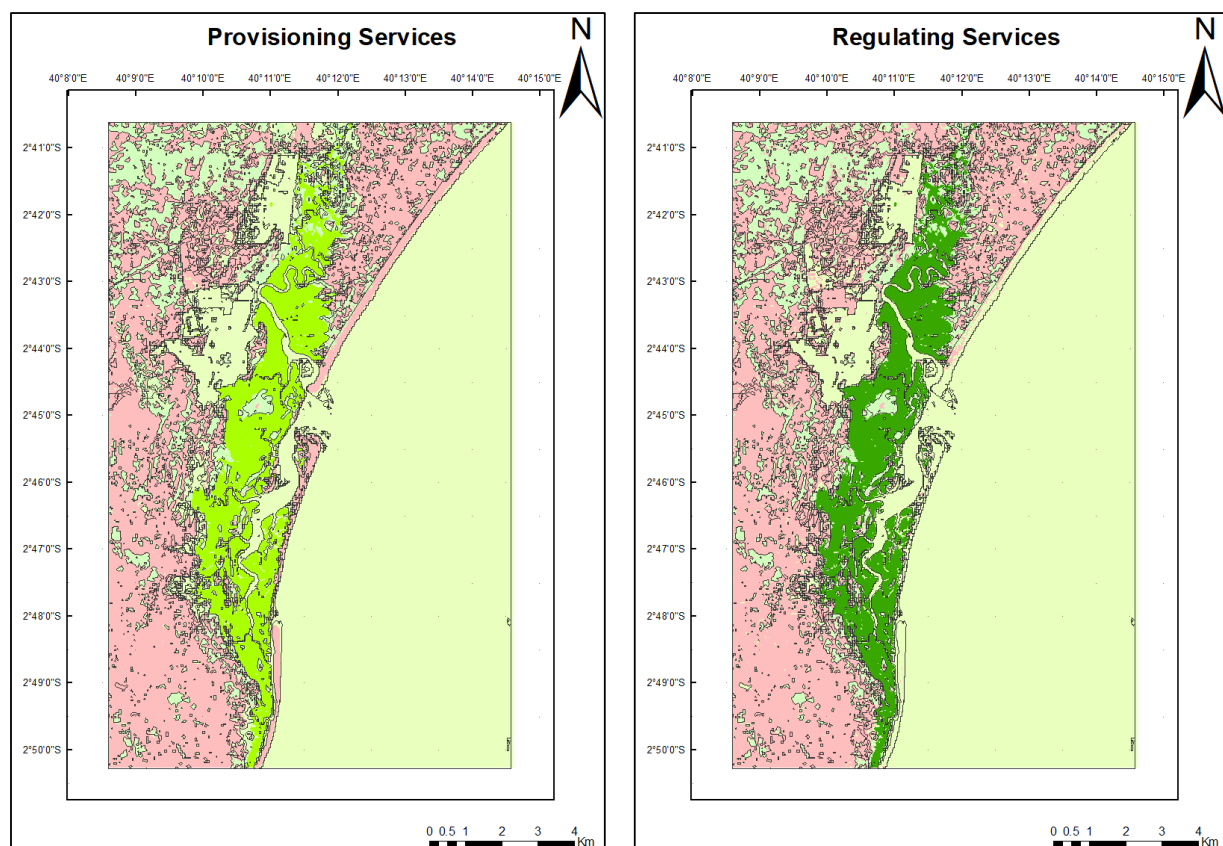 Provisioning Services
N
40°8'0"E 40°9'0"E 40°10'0"E 40°11'0"E 40°12'0"E 40°13'0"E 40°14'0"E 40°15'0"E
2°41'0"S
2°42'0"S
2°43'0"S
2°44'0"S
2°45'0"S
2°46'0"S
2°47'0"S
2°48'0"S
2°49'0"S
2°50'0"S
0 0.5 1 2 3 4
Km
Regulating Services
N
40°8'0"E 40°9'0"E 40°10'0"E 40°11'0"E 40°12'0"E 40°13'0"E 40°14'0"E 40°15'0"E
2°41'0"S
2°42'0"S
2°43'0"S
2°44'0"S
2°45'0"S
2°46'0"S
2°47'0"S
2°48'0"S
2°49'0"S
2°50'0"S
0 0.5 1 2 3 4
Km